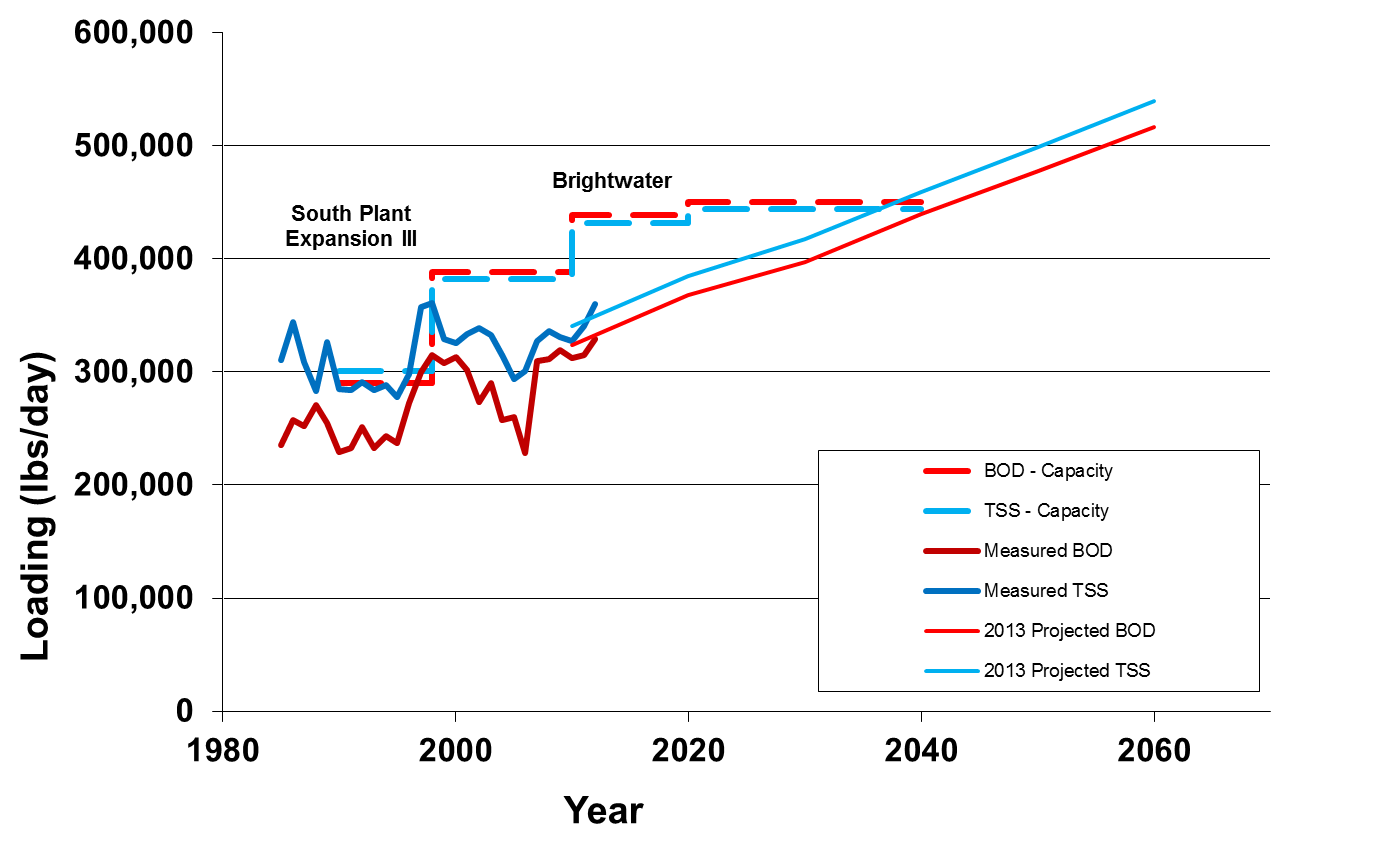 600,000
500,000
400,000
300,000
200,000
100,000
0
Loading (lbs/day)
South Plant
Expansion III
Brightwater
BOD - Capacity
TSS - Capacity
Measured BOD
Measured TSS
2013 Projected BOD
2013 Projected TSS
1980 2000 2020 2040 2060
Year